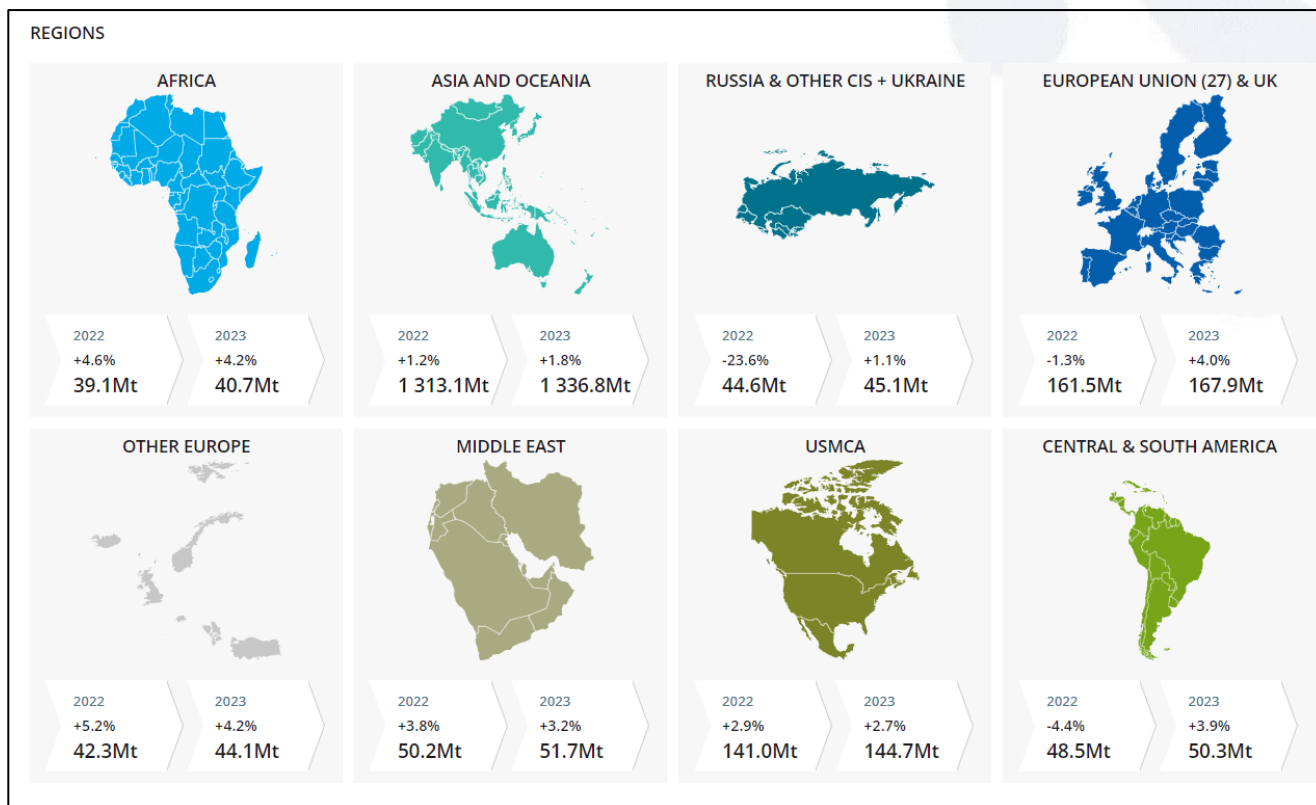 REGIONS
AFRICA
2022
+4.6%
39.1Mt
2023
+4.2%
40.7Mt
ASIA AND OCEANIA
2022
+1.2%
1 313.1Mt
2023
+1.8%
1 336.8Mt
RUSSIA & OTHER CIS + UKRAINE
2022
-23.6%
44.6Mt
2023
+1.1%
45.1Mt
EUROPEAN UNION (27) & UK
2022
-1.3%
161.5Mt
2023
+4.0%
167.9Mt
OTHER EUROPE
2022
+5.2%
42.3Mt
2023
+4.2%
44.1Mt
MIDDLE EAST
2022
+3.8%
50.2Mt
2023
+3.2%
51.7Mt
USMCA
2022
+2.9%
141.0Mt
2023
+2.7%
144.7Mt
CENTRAL & SOUTH AMERICA
2022
-4.4%
48.5Mt
2023
+3.9%
50.3Mt